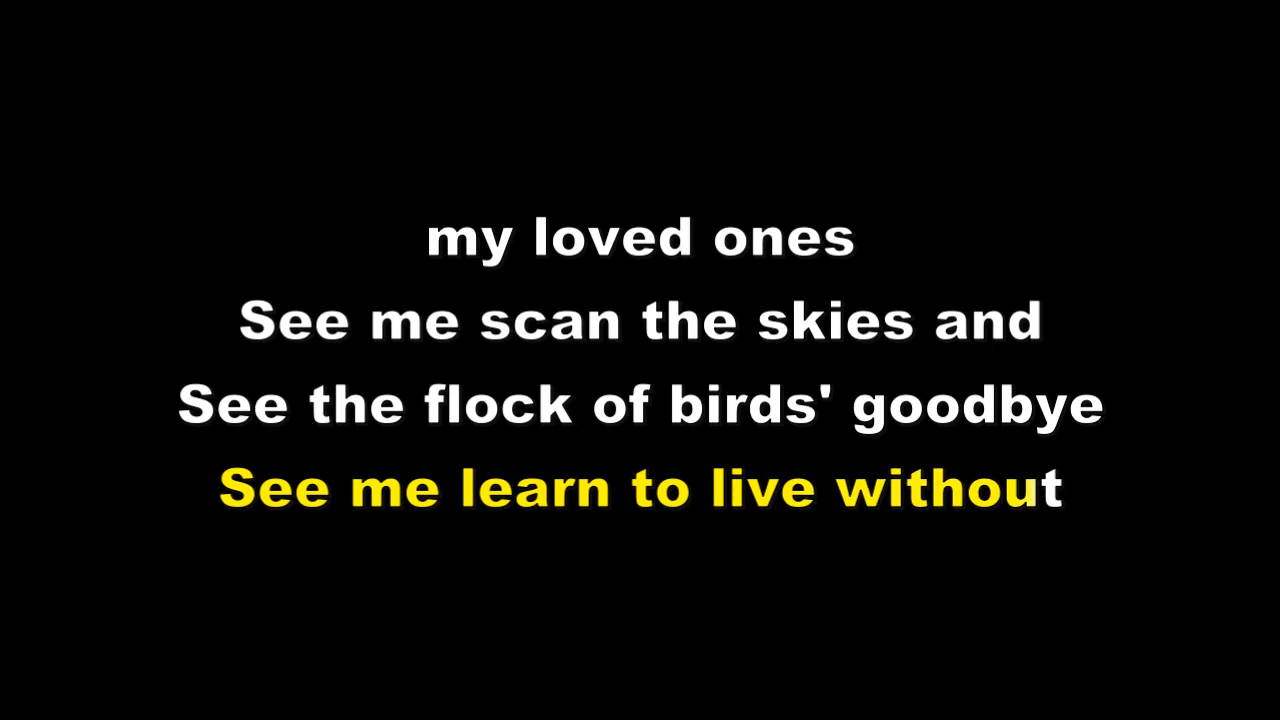 my loved ones
See me scan the skies and
See the flock of birds' goodbye
See me learn to live without